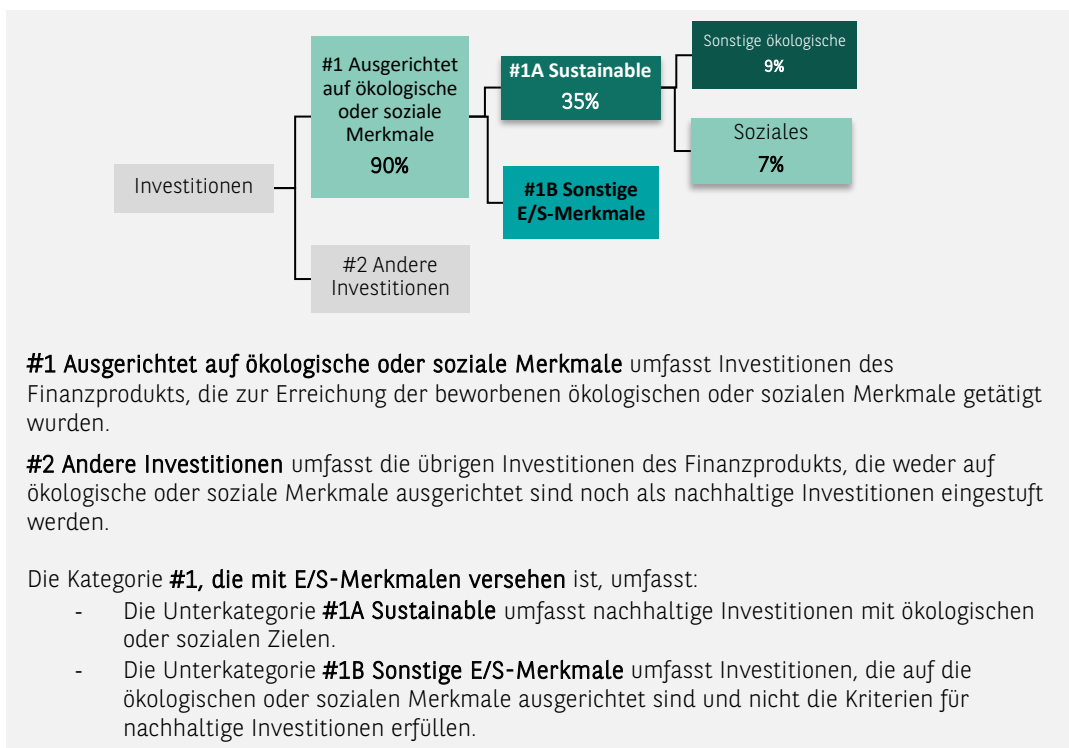 #1 Ausgerichtet
auf ökologische
oder soziale
Merkmale
90%
#1A Sustainable
35%
Sonstige ökologische
9%
Soziales
7%
Investitionen
#1B Sonstige
E/S-Merkmale
#2 Andere
Investitionen
#1 Ausgerichtet auf ökologische oder soziale Merkmale umfasst Investitionen des
Finanzprodukts, die zur Erreichung der beworbenen ökologischen oder sozialen Merkmale getätigt
wurden.
#2 Andere Investitionen umfasst die übrigen Investitionen des Finanzprodukts, die weder auf
ökologische oder soziale Merkmale ausgerichtet sind noch als nachhaltige Investitionen eingestuft
werden.
Die Kategorie #1, die mit E/S-Merkmalen versehen ist, umfasst:
- Die Unterkategorie #1A Sustainable umfasst nachhaltige Investitionen mit ökologischen
oder sozialen Zielen.
- Die Unterkategorie #1B Sonstige E/S-Merkmale umfasst Investitionen, die auf die
ökologischen oder sozialen Merkmale ausgerichtet sind und nicht die Kriterien für
nachhaltige Investitionen erfüllen.